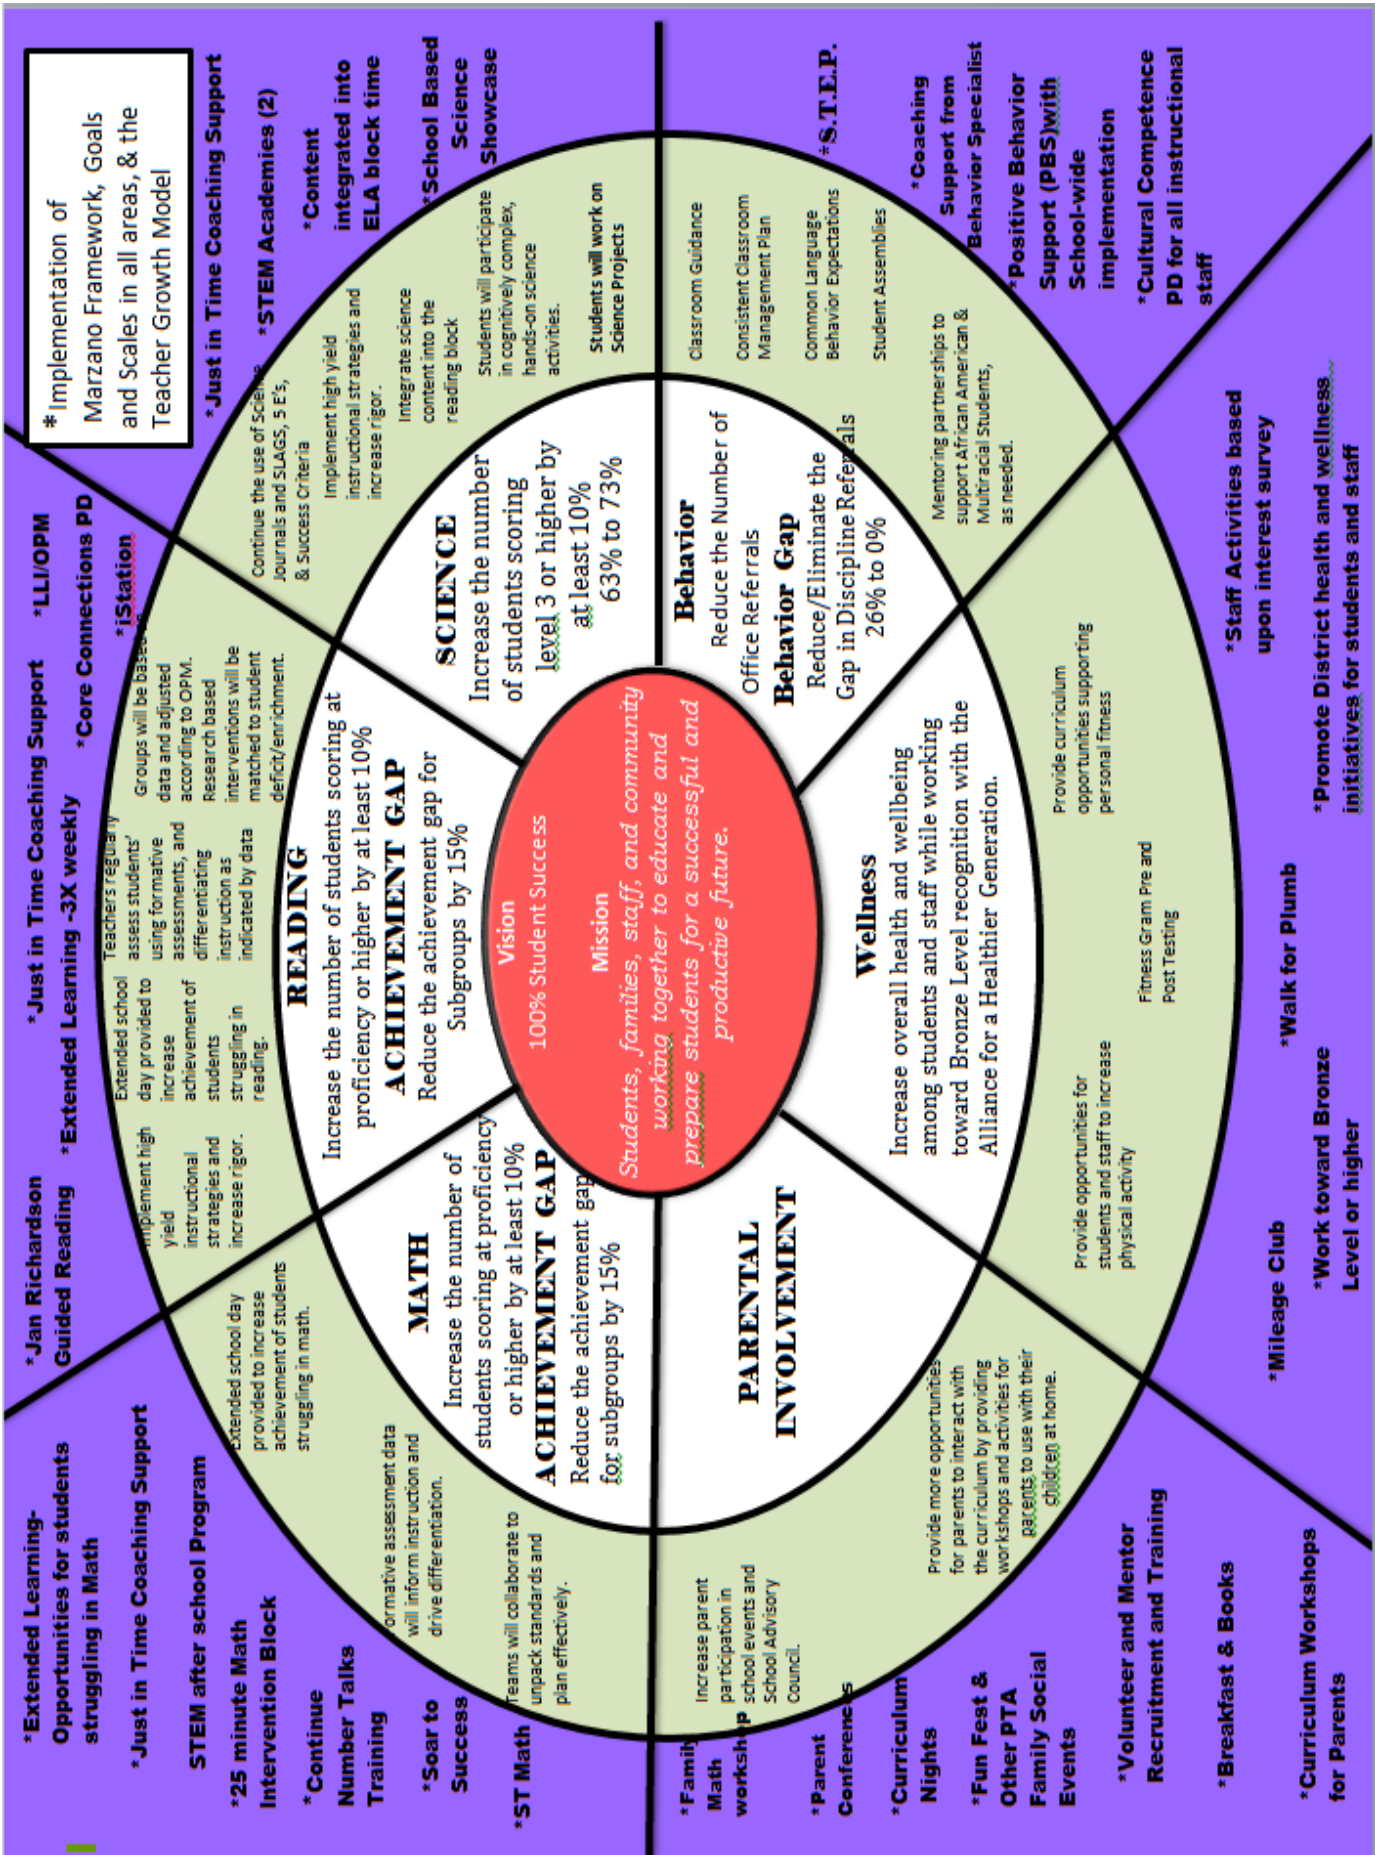 *Extended Learning-
Opportunities for students
struggling in Math
*Just in Time Coaching Support
STEM after school Program
*25 minute Math
Intervention Block
*Continue
Number Talks
Training
*Soar to
Success
*ST Math
*Jan Richardson
Guided Reading
*Just in Time Coaching Support
*Extended Learning -3X weekly
*LLI/OPM
*Core Connections PD
*iStation
*Implementation of
Marzano Framework, Goals
and Scales in all areas, & the
Teacher Growth Model
*Just in Time Coaching Support
*STEM Academies (2)
*Content
integrated into
ELA block time
*School Based
Science
Showcase
Extended school day
provided to increase
achievement of students
struggling in math.
ormative assessment data
will inform instruction and
drive differentiation.
Teams will collaborate to
unpack standards and
plan effectively.
Implement high
yield
instructional
strategies and
increase rigor.
Extended school
day provided to
increase
achievement of
students
struggling in
reading.
Teachers regularly
assess students'
using formative
assessments, and
differentiating
instruction as
indicated by data
Groups will be based
data and adjusted
according to OPM.
Research based
interventions will be
matched to student
deficit/enrichment.
Continue the use of Science
Journals and SLAGs, 5 E's,
& Success Criteria
Implement high yield
instructional strategies and
increase rigor.
Integrate science
content into the
reading block
Students will participate
in cognitively complex,
hands-on science
activities.
Students will work on
Science Projects
MATH
Increase the number of
students scoring at proficiency
or higher by at least 10%
ACHIEVEMENT GAP
Reduce the achievement gap
for subgroups by 15%
READING
Increase the number of students scoring at
proficiency or higher by at least 10%
ACHIEVEMENT GAP
Reduce the achievement gap for
Subgroups by 15%
SCIENCE
Increase the number
of students scoring
level 3 or higher by
at least 10%
63% to 73%
Vision
100% Student Success
Mission
Students, families, staff, and community
working together to educate and
prepare students for a successful and
productive future.
PARENTAL
INVOLVEMENT
Wellness
Increase overall health and wellbeing
among students and staff while working
toward Bronze Level recognition with the
Alliance for a Healthier Generation.
Behavior
Reduce the Number of
Office Referrals
Behavior Gap
Reduce/Eliminate the
Gap in Discipline Referrals
26% to 0%
Increase parent
participation in
school events and
School Advisory
Council.
Provide more opportunities
for parents to interact with
the curriculum by providing
workshops and activities for
parents to use with their
children at home.
Provide opportunities for
students and staff to increase
physical activity
Fitness Gram Pre and
Post Testing
Provide curriculum
opportunities supporting
personal fitness
Classroom Guidance
Consistent Classroom
Management Plan
Common Language
Behavior Expectations
Student Assemblies
Mentoring partnerships to
support African American &
Multiracial Students,
as needed.
*Family
Math
workshop
*Parent
Conferences
*Curriculum
Nights
*Fun Fest &
Other PTA
Family Social
Events
*Volunteer and Mentor
Recruitment and Training
*Breakfast & Books
*Curriculum Workshops
for Parents
*Mileage Club
*Work toward Bronze
Level or higher
*Walk for Plumb
*Staff Activities based
upon interest survey
*Promote District health and wellness
initiatives for students and staff
*S.T.E.P.
*Coaching
Support from
Behavior Specialist
*Positive Behavior
Support (PBS)with
School-wide
implementation
*Cultural Competence
PD for all instructional
staff